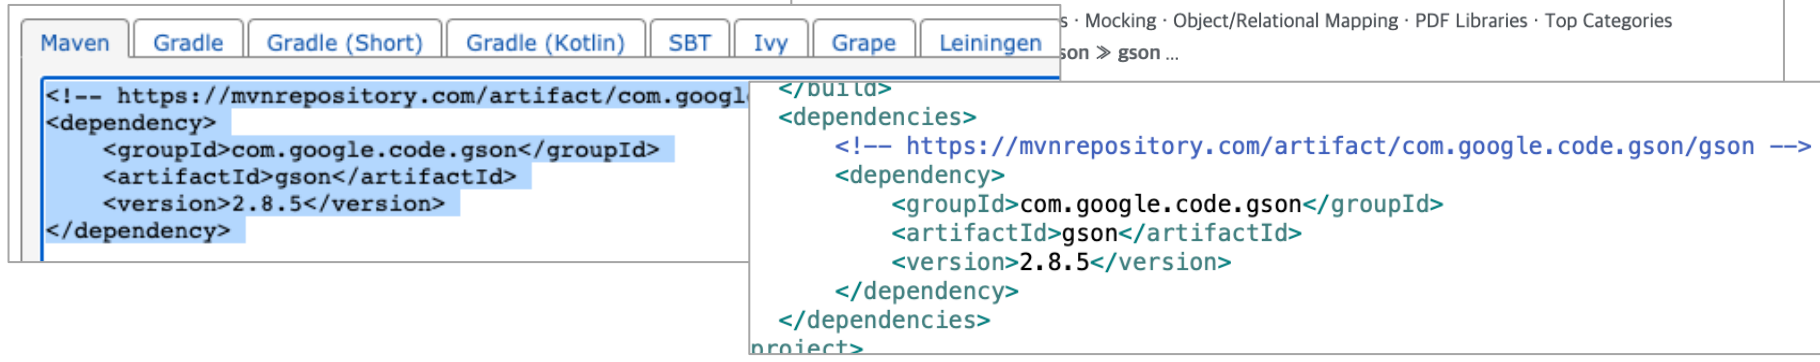 Maven Gradle Gradle (Short) Gradle (Kotlin) SBT Ivy Grape Leiningen
<!-- https://mvnrepository.com/artifact/com.googl
<dependency>
<groupId>com.google.code.gson</groupId>
<artifactId>gson</artifactId>
<version>2.8.5</version>
</dependency>
s · Mocking · Object/Relational Mapping · PDF Libraries · Top Categories
son ≫ gson ...
</build>
<dependencies>
<!-- https://mvnrepository.com/artifact/com.google.code.gson/gson -->
<dependency>
<groupId>com.google.code.gson</groupId>
<artifactId>gson</artifactId>
<version>2.8.5</version>
</dependency>
</dependencies>
project>